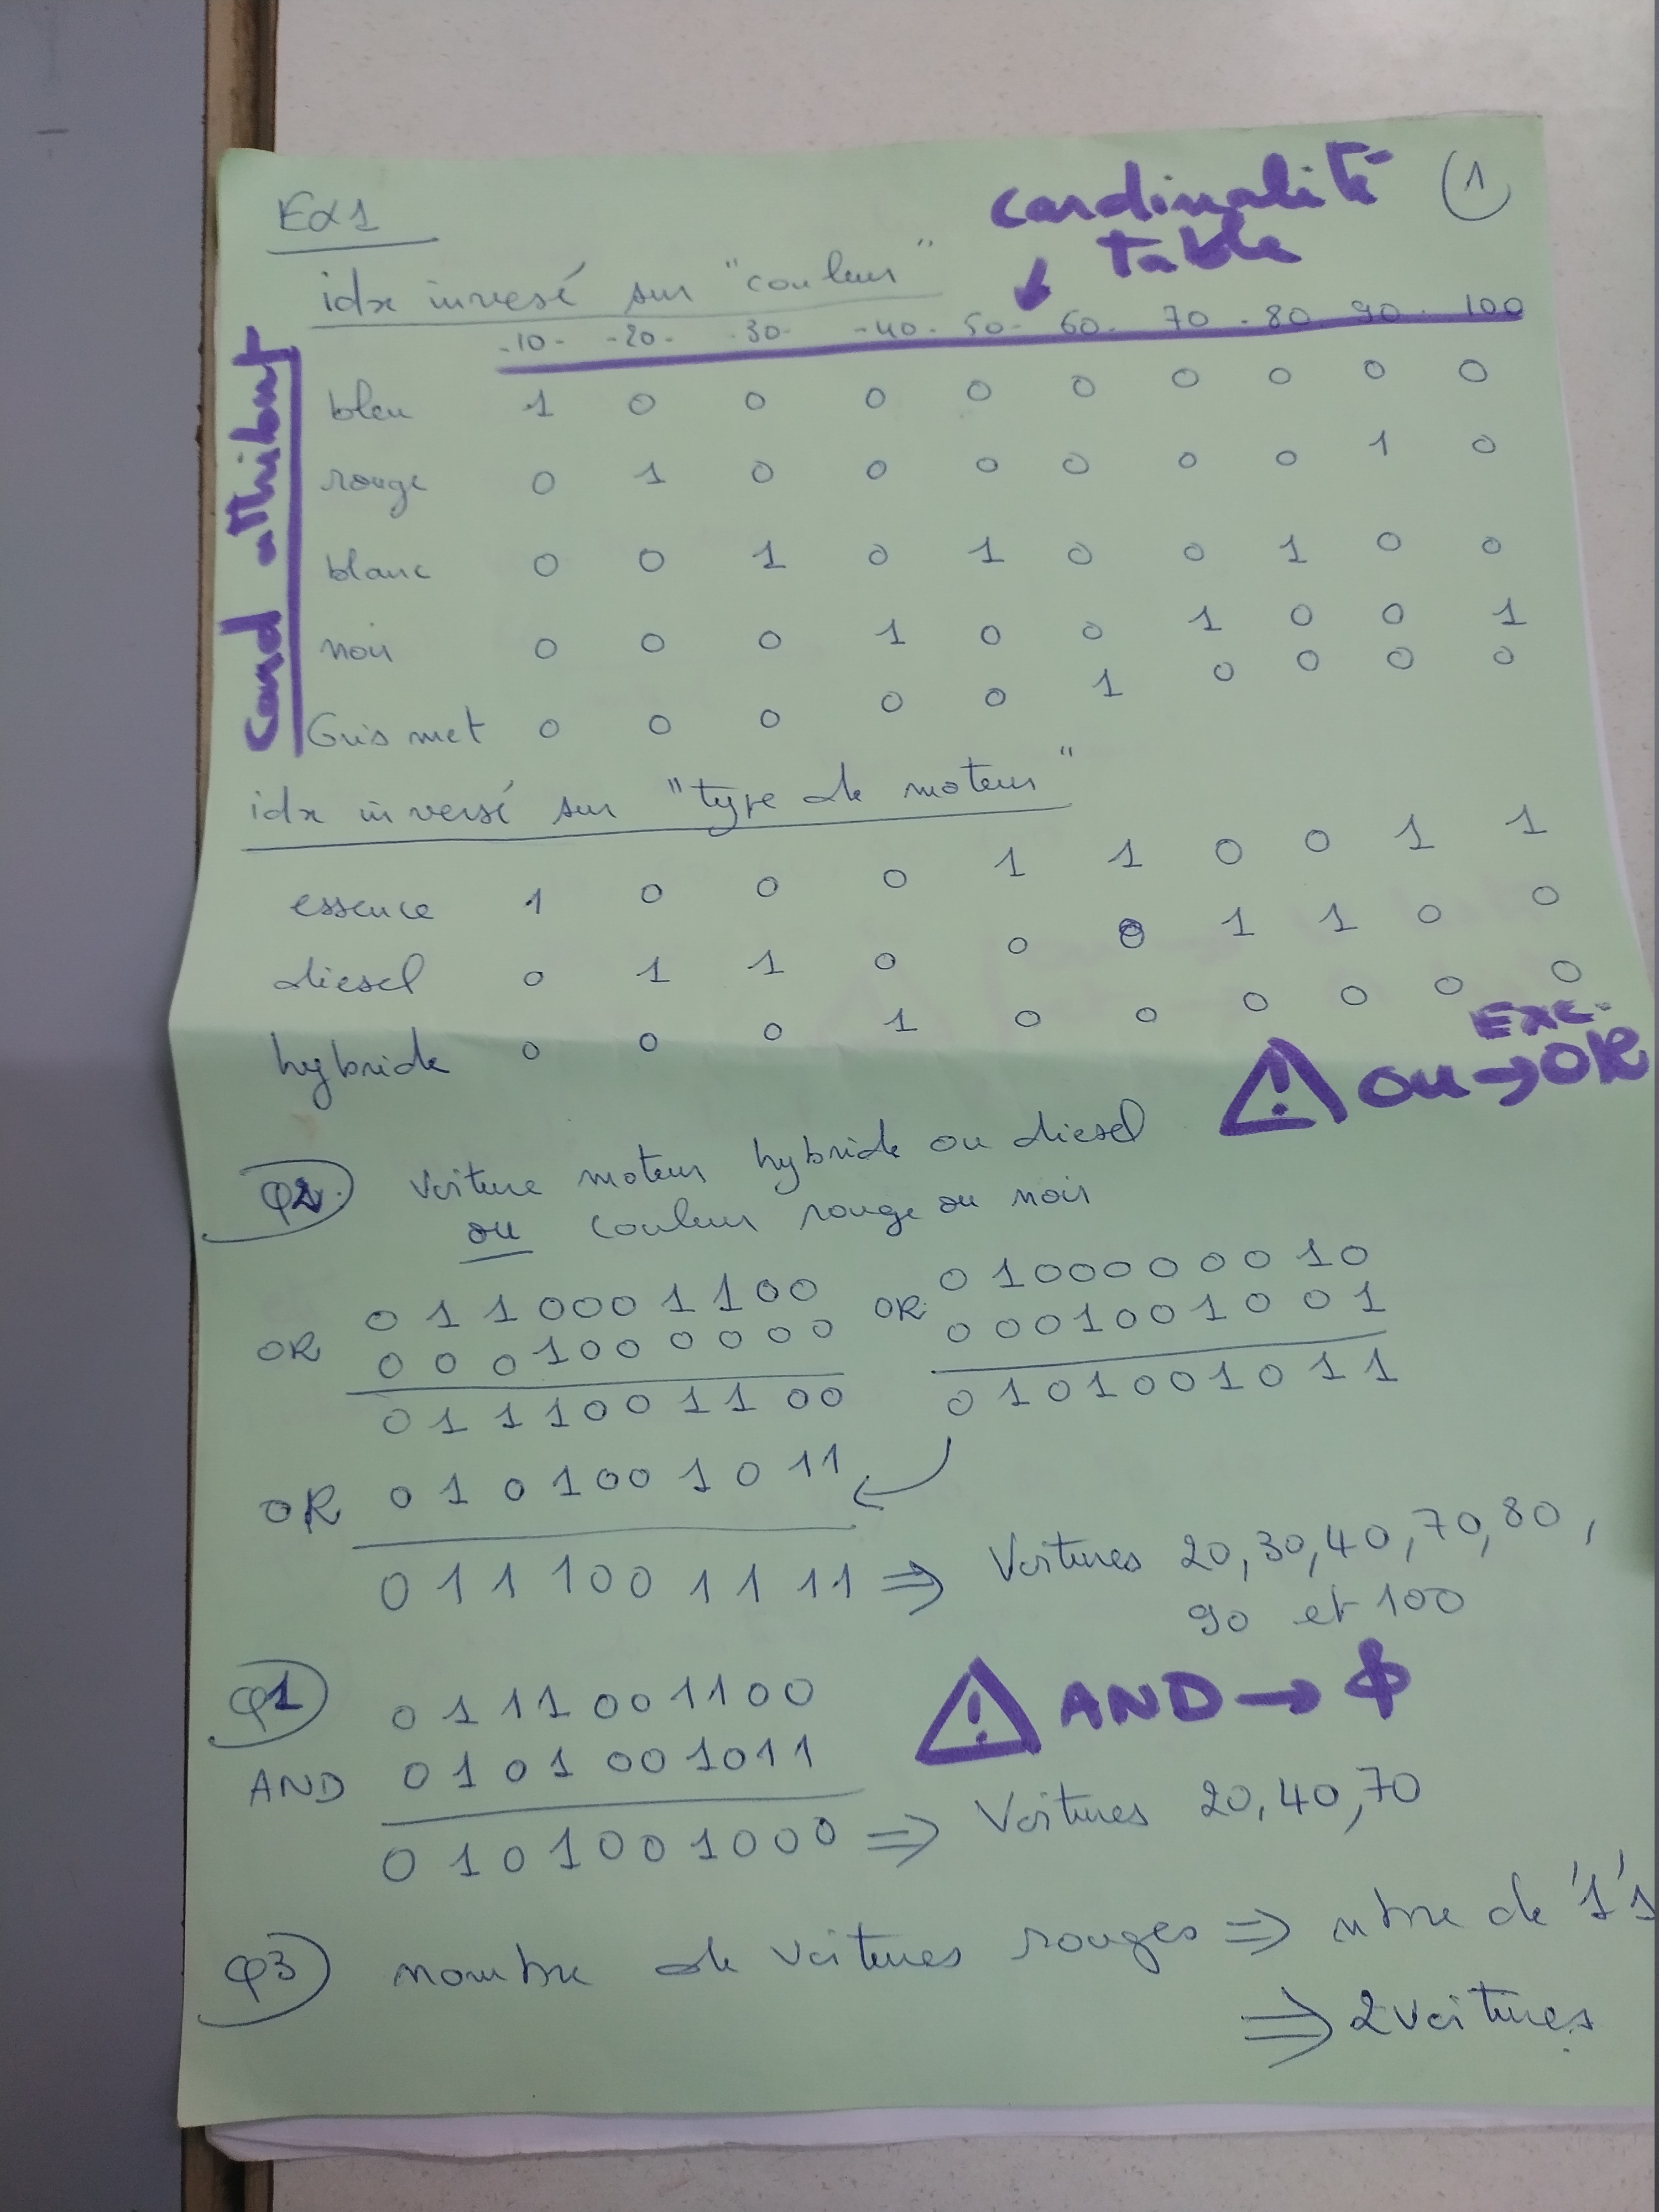 Ex1
cardinalité
table
1
idx inversé sur "couleur"
-10- -20- -30- -40- 50- 60- 70- 80- 90- 100
card attribut
bleu 1 0 0 0 0 0 0 0 0 0
rouge 0 1 0 0 0 0 0 0 1 0
blanc 0 0 1 0 1 0 0 1 0 0
noir 0 0 0 1 0 0 1 0 0 1
Gris met 0 0 0 0 0 1 0 0 0 0
idx inversé sur "type de moteur"
essence 1 0 0 0 1 1 0 0 1 1
diesel 0 1 1 0 0 0 1 1 0 0
hybride 0 0 0 1 0 0 0 0 0 0
! OU → OR
EXC.
Q2. voiture moteur hybride ou diesel
ou couleur rouge ou noir
0 1 1 0 0 0 1 1 0 0 0 1 0 0 0 0 0 0 1 0
OR 0 0 0 1 0 0 0 0 0 0 OR 0 0 0 1 0 0 1 0 0 1
0 1 1 1 0 0 1 1 0 0 0 1 0 1 0 0 1 0 1 1
OR 0 1 0 1 0 0 1 0 1 1
0 1 1 1 0 0 1 1 1 1 ⇒ Voitures 20, 30, 40, 70, 80,
90 et 100
Q1 0 1 1 1 0 0 1 1 0 0
! AND → φ
AND 0 1 0 1 0 0 1 0 1 1
0 1 0 1 0 0 1 0 0 0 ⇒ Voitures 20, 40, 70
Q3 nombre de voitures rouges ⇒ nbre de '1'
⇒ 2 voitures